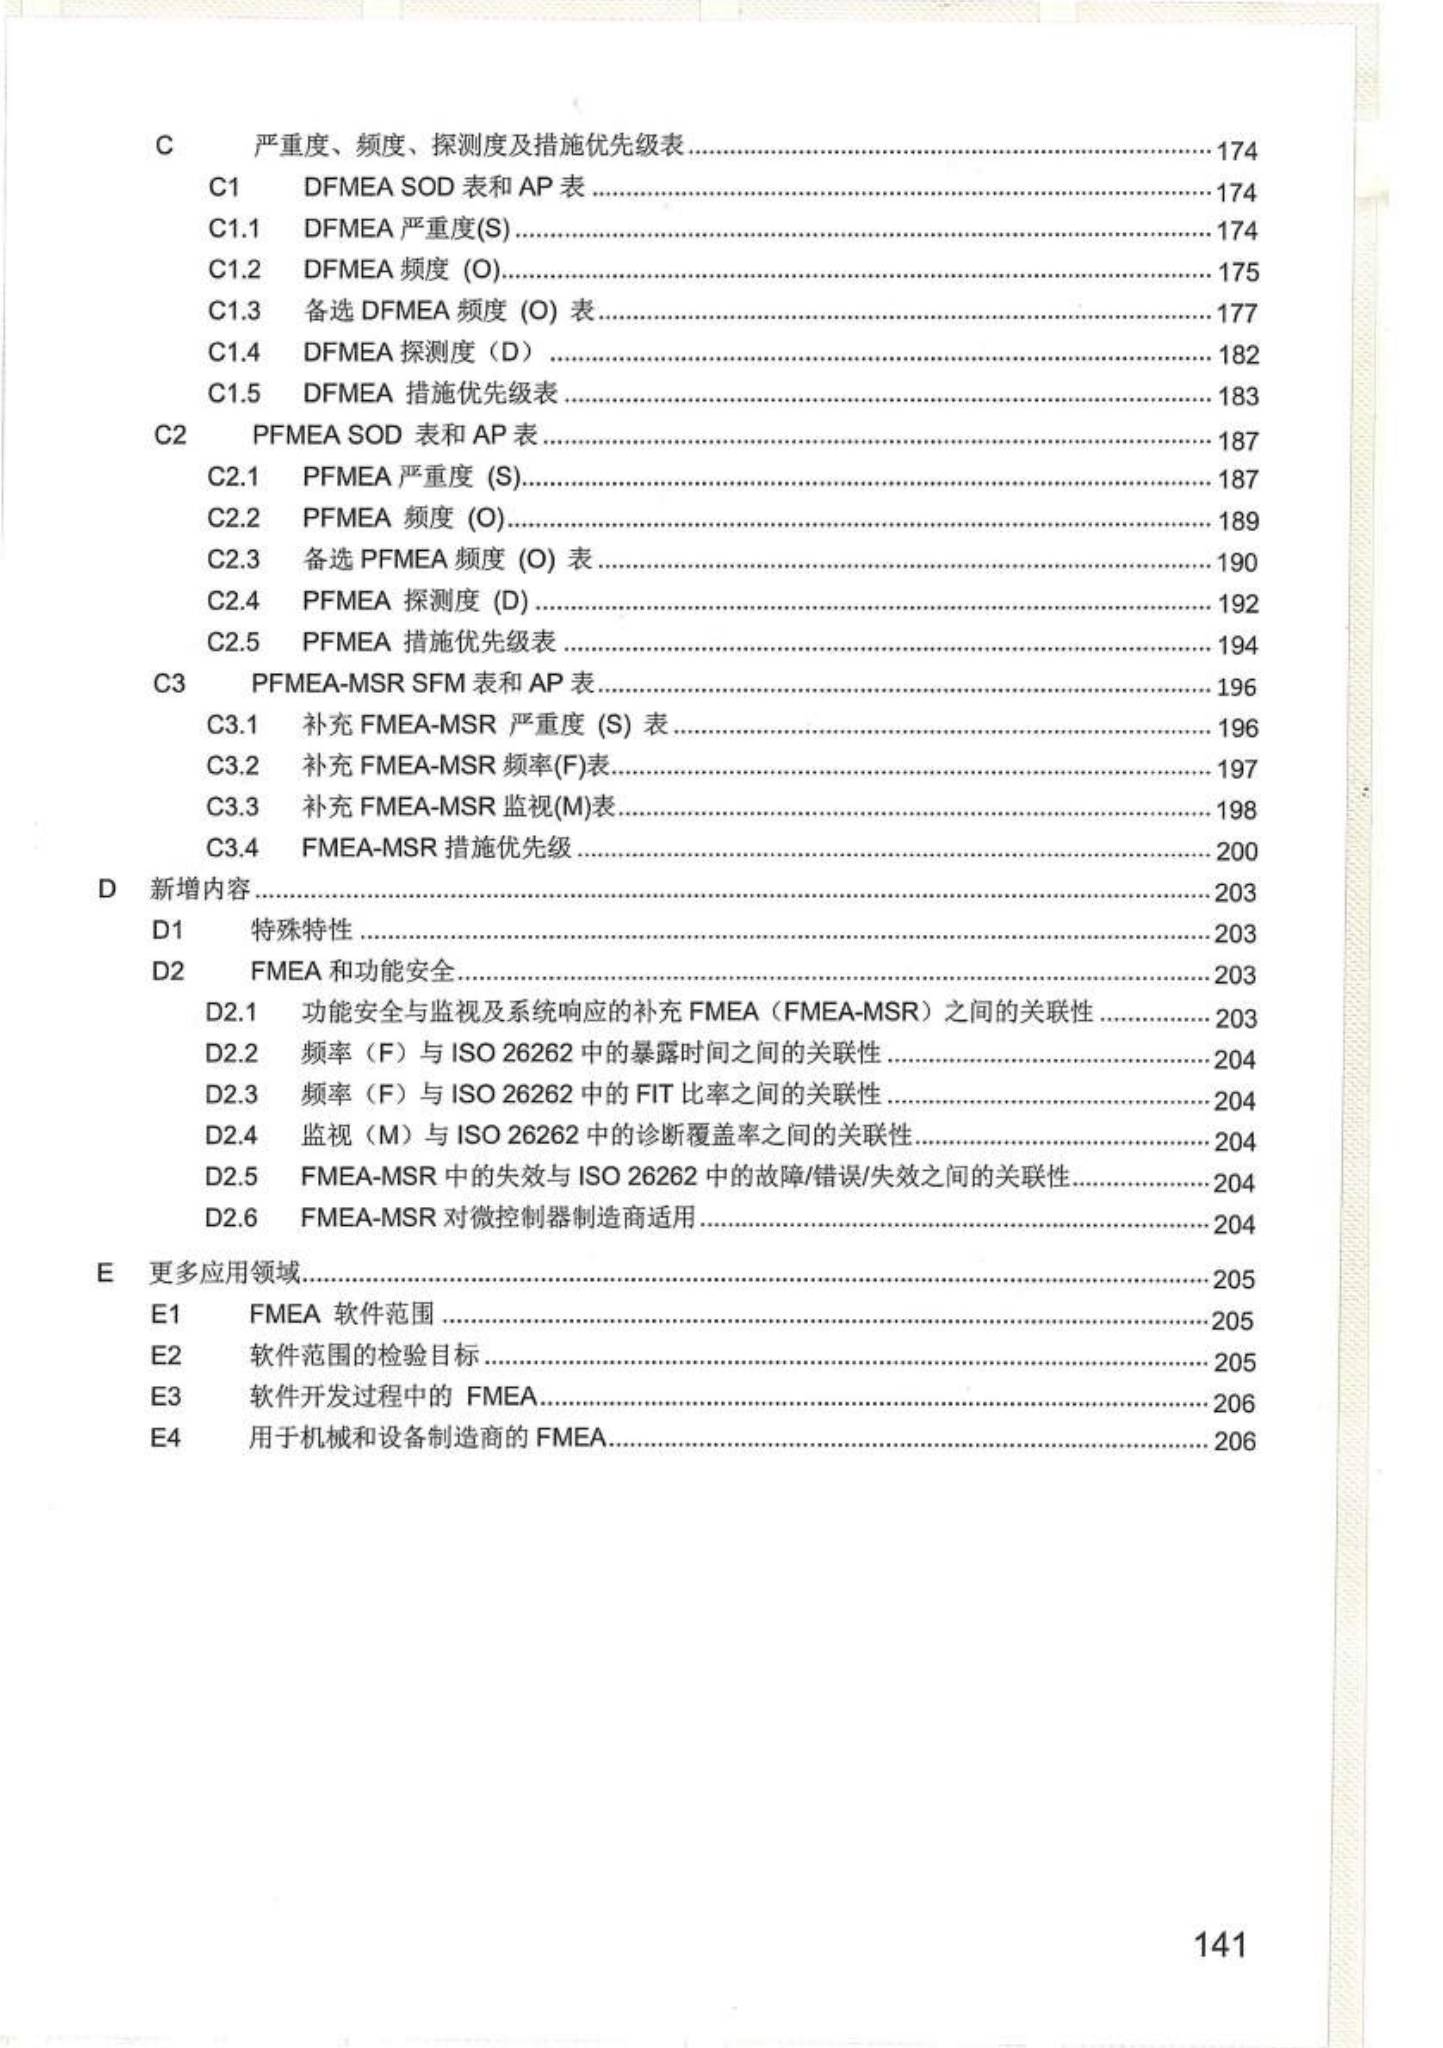 C 严重度、频度、探测度及措施优先级表 174
C1 DFMEA SOD 表和 AP 表 174
C1.1 DFMEA 严重度(S) 174
C1.2 DFMEA 频度 (O) 175
C1.3 备选 DFMEA 频度 (O) 表 177
C1.4 DFMEA 探测度（D） 182
C1.5 DFMEA 措施优先级表 183
C2 PFMEA SOD 表和 AP 表 187
C2.1 PFMEA 严重度 (S) 187
C2.2 PFMEA 频度 (O) 189
C2.3 备选 PFMEA 频度 (O) 表 190
C2.4 PFMEA 探测度 (D) 192
C2.5 PFMEA 措施优先级表 194
C3 PFMEA-MSR SFM 表和 AP 表 196
C3.1 补充 FMEA-MSR 严重度 (S) 表 196
C3.2 补充 FMEA-MSR 频率(F)表 197
C3.3 补充 FMEA-MSR 监视(M)表 198
C3.4 FMEA-MSR 措施优先级 200
D 新增内容 203
D1 特殊特性 203
D2 FMEA 和功能安全 203
D2.1 功能安全与监视及系统响应的补充 FMEA（FMEA-MSR）之间的关联性 203
D2.2 频率（F）与 ISO 26262 中的暴露时间之间的关联性 204
D2.3 频率（F）与 ISO 26262 中的 FIT 比率之间的关联性 204
D2.4 监视（M）与 ISO 26262 中的诊断覆盖率之间的关联性 204
D2.5 FMEA-MSR 中的失效与 ISO 26262 中的故障/错误/失效之间的关联性 204
D2.6 FMEA-MSR 对微控制器制造商适用 204
E 更多应用领域 205
E1 FMEA 软件范围 205
E2 软件范围的检验目标 205
E3 软件开发过程中的 FMEA 206
E4 用于机械和设备制造商的 FMEA 206
141